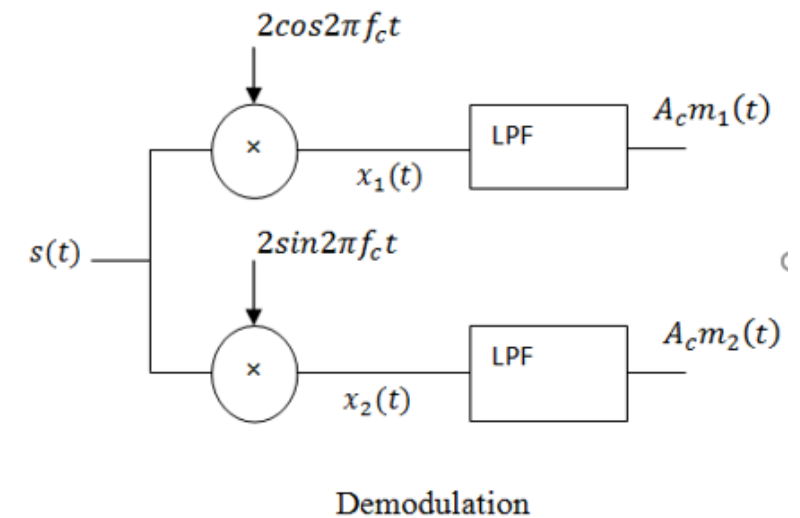 2cos2πf_ct
×
LPF
A_cm_1(t)
x_1(t)
s(t)
2sin2πf_ct
×
LPF
A_cm_2(t)
x_2(t)
Demodulation